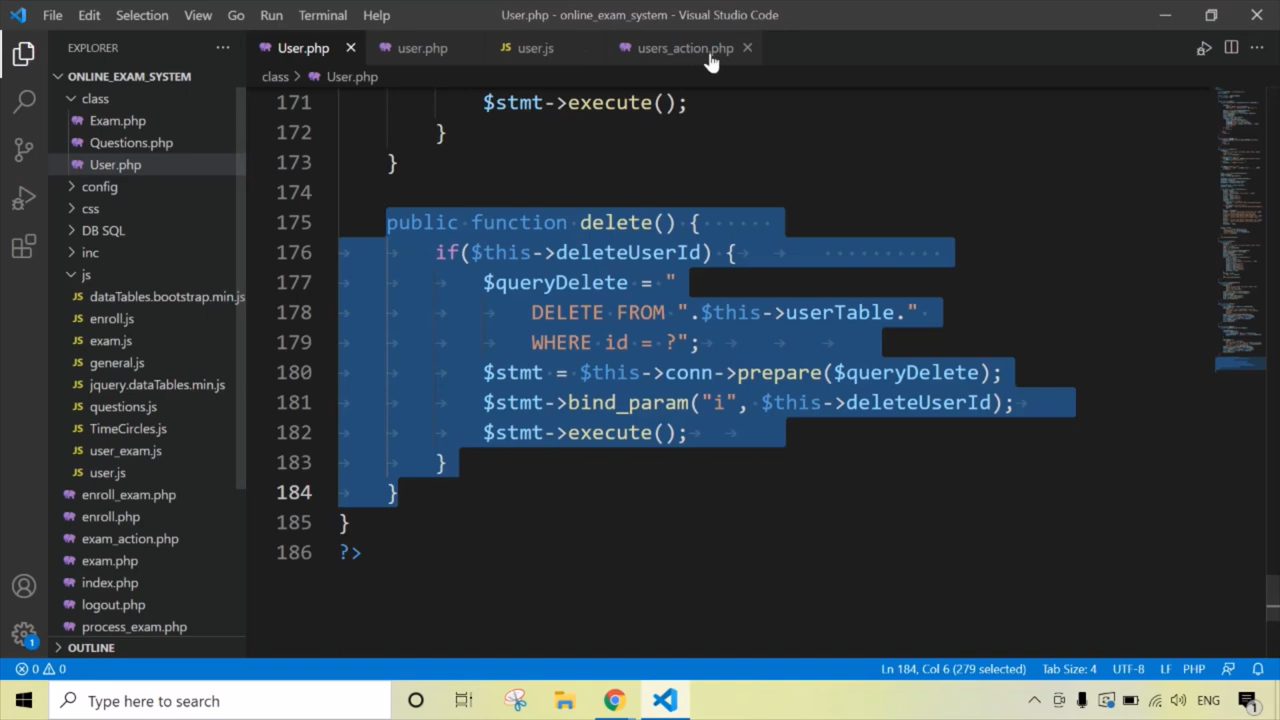 File Edit Selection View Go Run Terminal Help User.php - online_exam_system - Visual Studio Code
EXPLORER
User.php
user.php
user.js
users_action.php
ONLINE_EXAM_SYSTEM
class > User.php
class
Exam.php
Questions.php
User.php
config
css
DB SQL
inc
js
dataTables.bootstrap.min.js
enroll.js
exam.js
general.js
jquery.dataTables.min.js
questions.js
TimeCircles.js
user_exam.js
user.js
enroll_exam.php
enroll.php
exam_action.php
exam.php
index.php
logout.php
process_exam.php
OUTLINE
171 $stmt->execute();
172 }
173 }
174
175 public function delete() {
176 if($this->deleteUserId) {
177 $queryDelete = "
178 DELETE FROM ".$this->userTable."
179 WHERE id = ?";
180 $stmt = $this->conn->prepare($queryDelete);
181 $stmt->bind_param("i", $this->deleteUserId);
182 $stmt->execute();
183 }
184 }
185 }
186 ?>
1
0 0 Ln 184, Col 6 (279 selected) Tab Size: 4 UTF-8 LF PHP
Type here to search
ENG
1